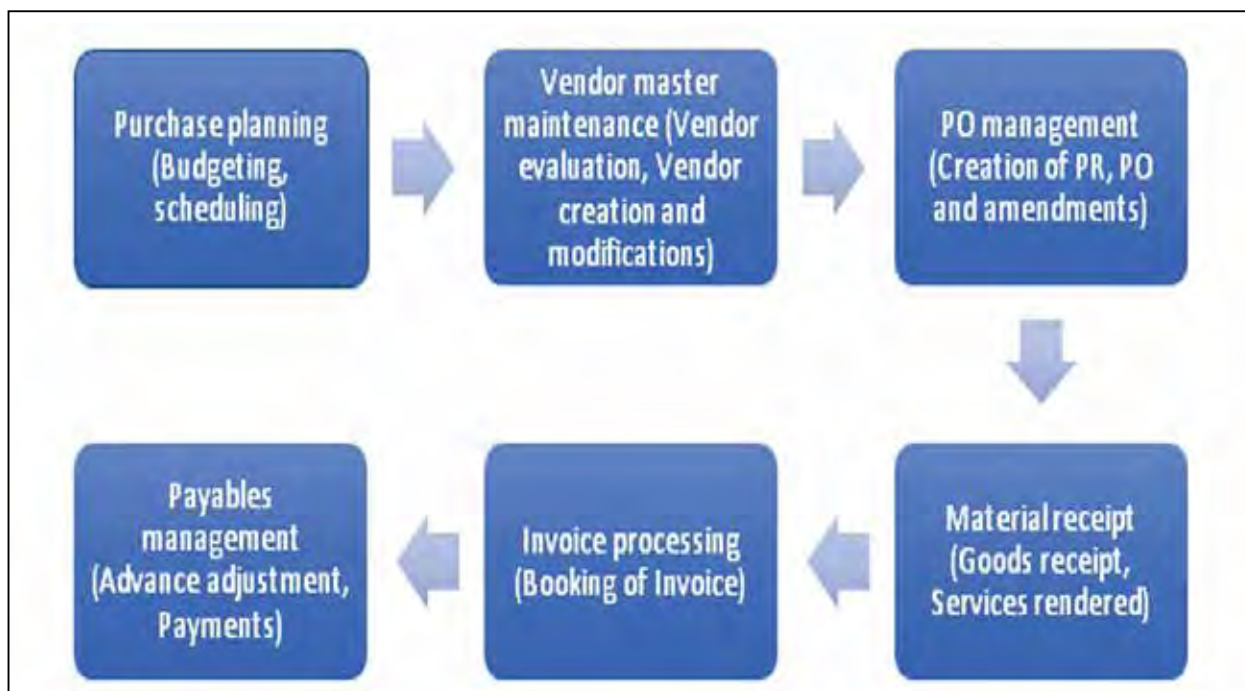 Purchase planning
(Budgeting,
scheduling)
Vendor master
maintenance (Vendor
evaluation, Vendor
creation and
modifications)
PO management
(Creation of PR, PO
and amendments)
Material receipt
(Goods receipt,
Services rendered)
Invoice processing
(Booking of Invoice)
Payables
management
(Advance adjustment,
Payments)